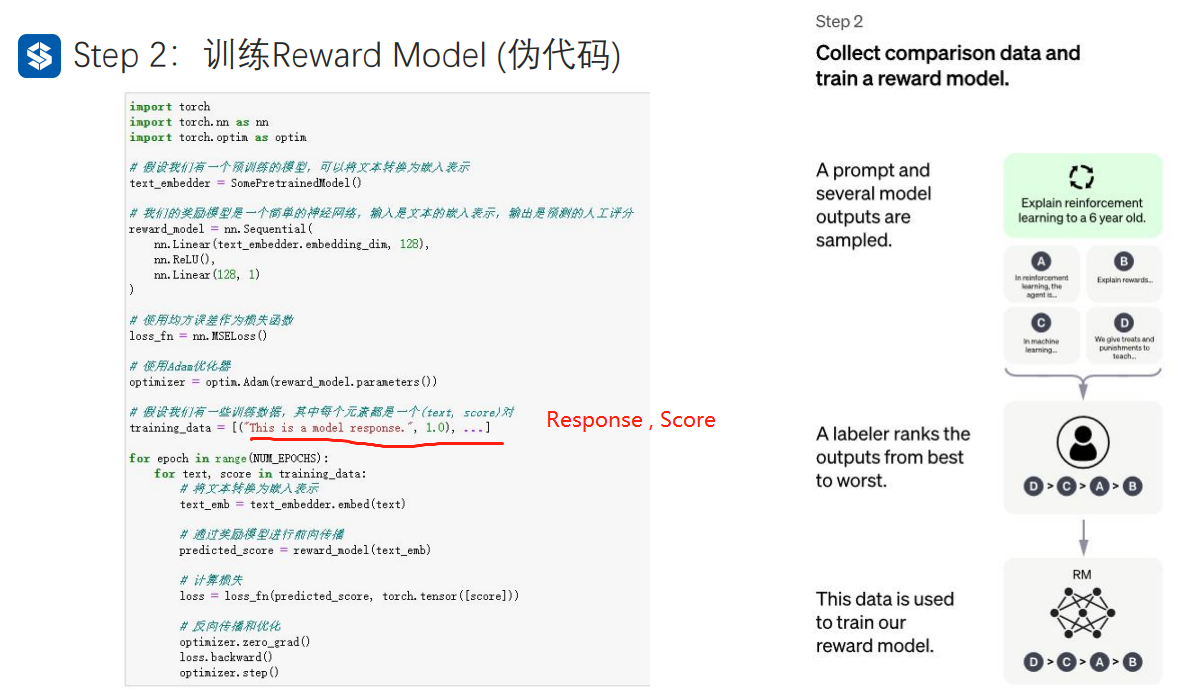 Step 2：训练Reward Model (伪代码)
import torch
import torch.nn as nn
import torch.optim as optim
# 假设我们有一个预训练的模型，可以将文本转换为嵌入表示
text_embedder = SomePretrainedModel()
# 我们的奖励模型是一个简单的神经网络，输入是文本的嵌入表示，输出是预测的人工评分
reward_model = nn.Sequential(
    nn.Linear(text_embedder.embedding_dim, 128),
    nn.ReLU(),
    nn.Linear(128, 1)
)
# 使用均方误差作为损失函数
loss_fn = nn.MSELoss()
# 使用Adam优化器
optimizer = optim.Adam(reward_model.parameters())
# 假设我们有一些训练数据，其中每个元素都是一个(text, score)对
training_data = [("This is a model response.", 1.0), ...]
Response , Score
for epoch in range(NUM_EPOCHS):
    for text, score in training_data:
        # 将文本转换为嵌入表示
        text_emb = text_embedder.embed(text)
        # 通过奖励模型进行前向传播
        predicted_score = reward_model(text_emb)
        # 计算损失
        loss = loss_fn(predicted_score, torch.tensor([score]))
        # 反向传播和优化
        optimizer.zero_grad()
        loss.backward()
        optimizer.step()
Step 2
Collect comparison data and
train a reward model.
A prompt and
several model
outputs are
sampled.
Explain reinforcement
learning to a 6 year old.
A
In reinforcement
learning, the
agent is...
B
Explain rewards...
C
In machine
learning...
D
We give treats and
punishments to
teach...
A labeler ranks the
outputs from best
to worst.
D > C > A > B
This data is used
to train our
reward model.
RM
D > C > A > B